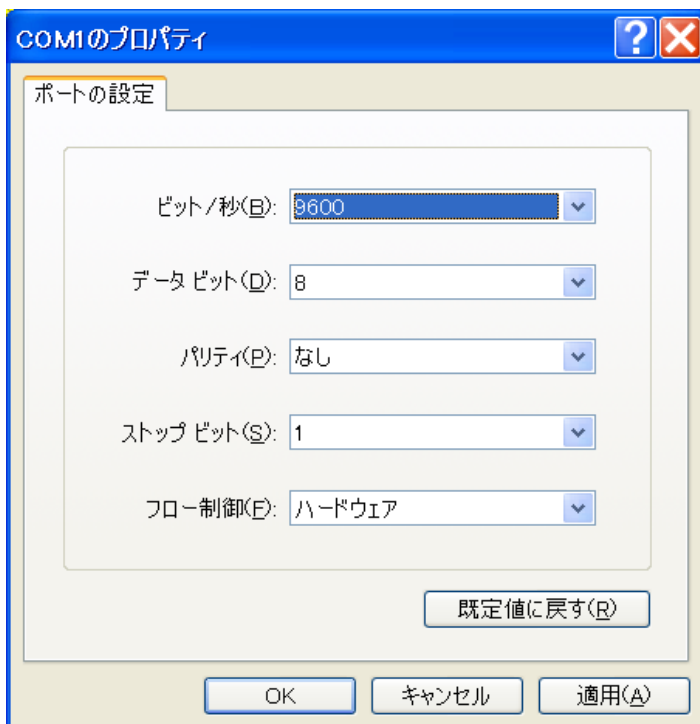 COM1のプロパティ
ポートの設定
ビット/秒(B): 9600
データ ビット(D): 8
パリティ(P): なし
ストップ ビット(S): 1
フロー制御(F): ハードウェア
既定値に戻す(R)
OK キャンセル 適用(A)